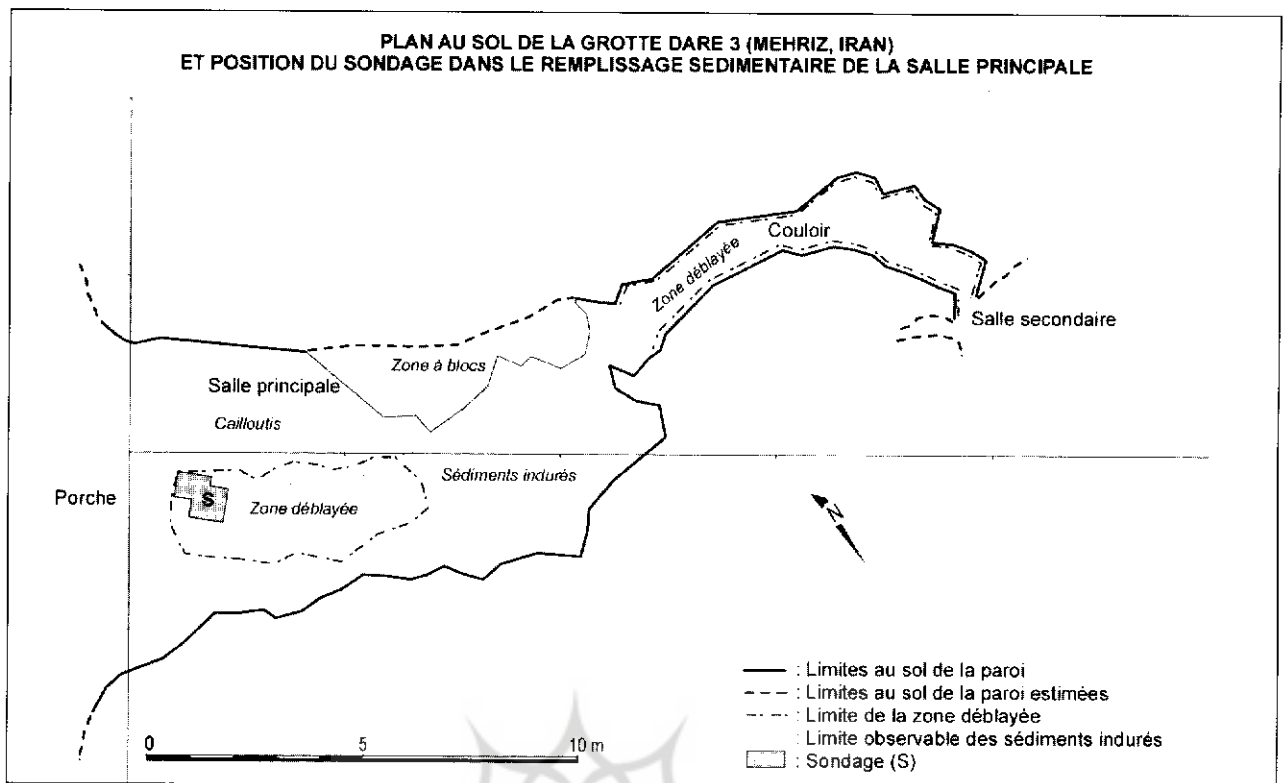 PLAN AU SOL DE LA GROTTE DARE 3 (MEHRIZ, IRAN)
ET POSITION DU SONDAGE DANS LE REMPLISSAGE SEDIMENTAIRE DE LA SALLE PRINCIPALE
Couloir
Zone déblayée
Salle secondaire
Zone à blocs
Salle principale
Cailloutis
Sédiments indurés
Porche
S
Zone déblayée
N
: Limites au sol de la paroi
: Limites au sol de la paroi estimées
: Limite de la zone déblayée
: Limite observable des sédiments indurés
: Sondage (S)
0 5 10 m